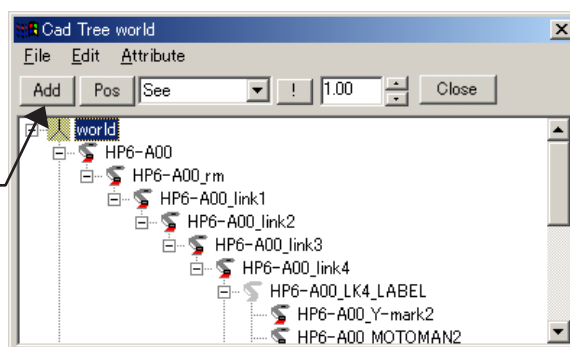 Cad Tree world
File Edit Attribute
Add Pos See ! 1.00 Close
world
HP6-A00
HP6-A00_rm
HP6-A00_link1
HP6-A00_link2
HP6-A00_link3
HP6-A00_link4
HP6-A00_LK4_LABEL
HP6-A00_Y-mark2
HP6-A00_MOTOMAN2